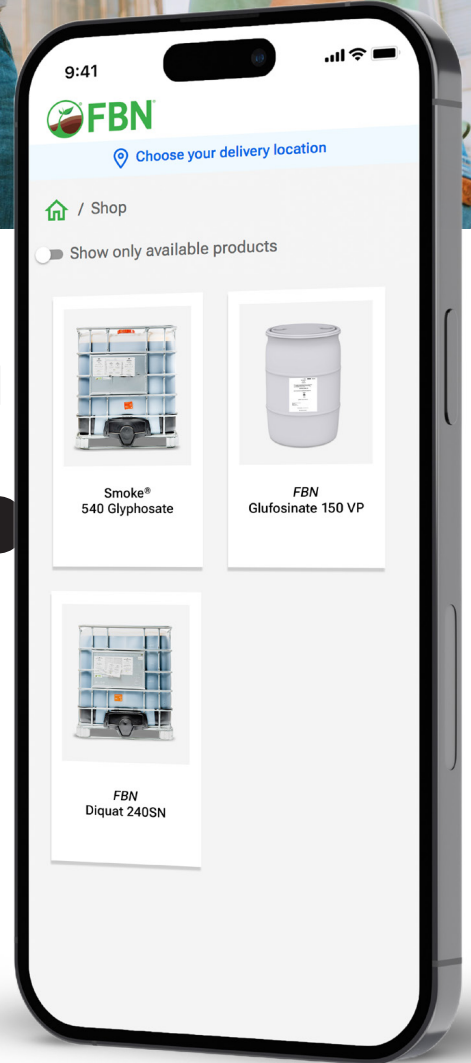 9:41
FBN
Choose your delivery location
/ Shop
Show only available products
Smoke®
540 Glyphosate
FBN
Glufosinate 150 VP
FBN
Diquat 240SN